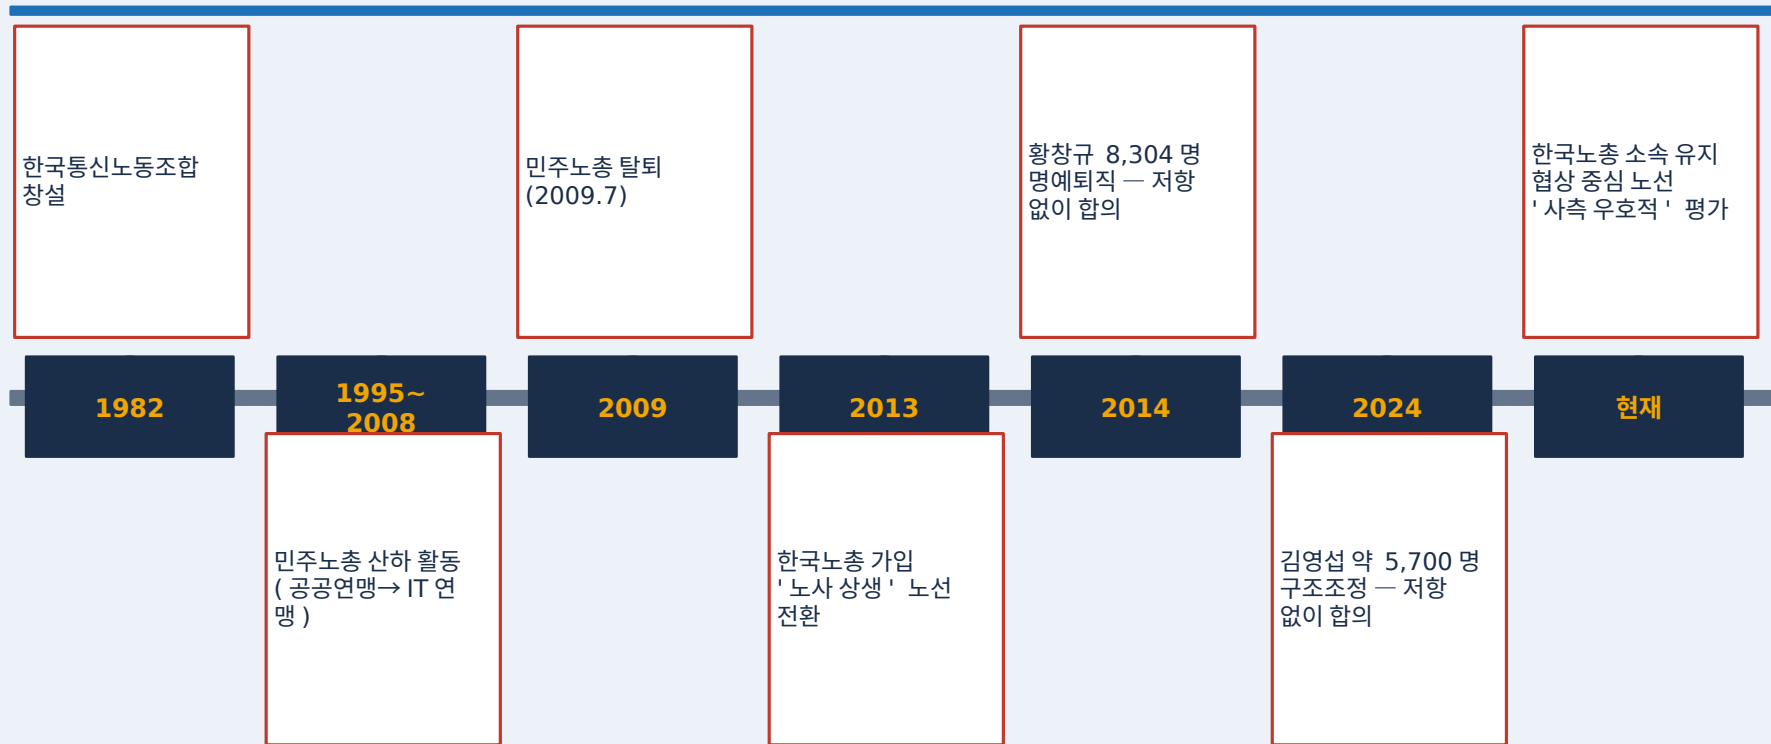 한국통신노동조합
창설
민주노총 탈퇴
(2009.7)
황창규 8,304 명
명예퇴직 — 저항
없이 합의
한국노총 소속 유지
협상 중심 노선
' 사측 우호적 ' 평가
1982
1995~
2008
2009
2013
2014
2024
현재
민주노총 산하 활동
( 공공연맹→ IT 연
맹 )
한국노총 가입
' 노사 상생 ' 노선
전환
김영섭 약 5,700 명
구조조정 — 저항
없이 합의